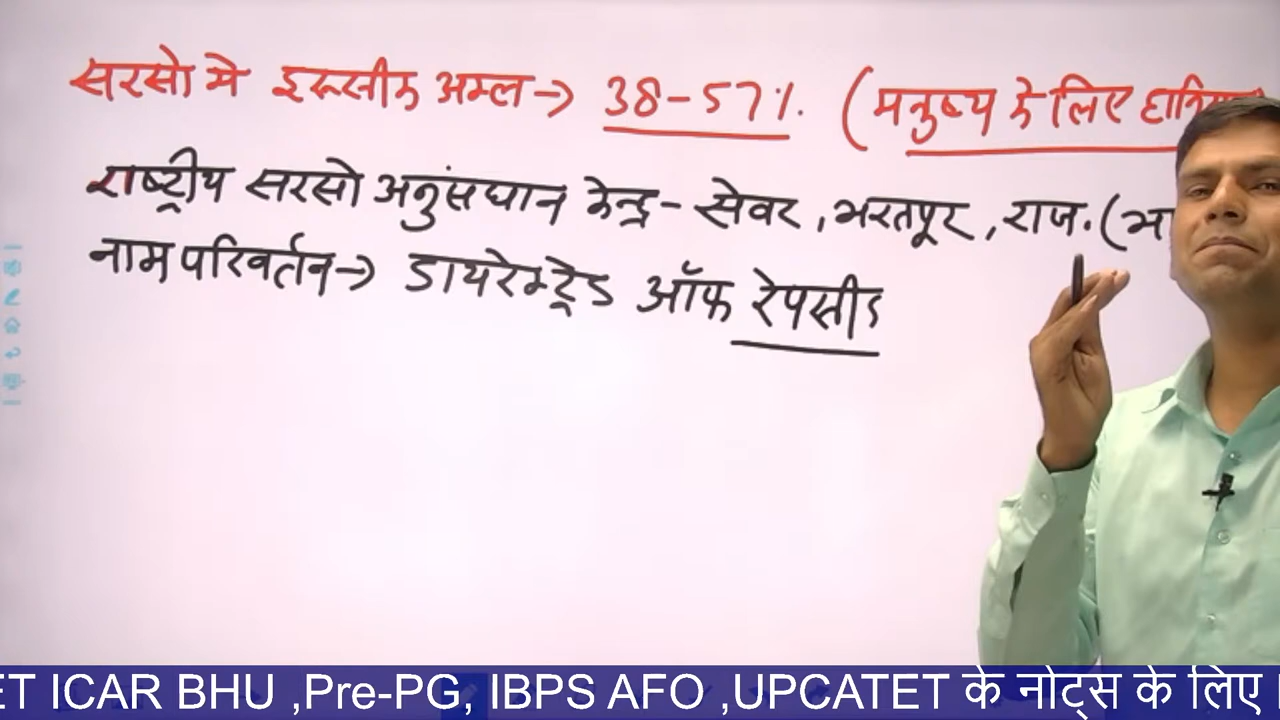 सरसो मे इरूसीक अम्ल → 38-57%. (मनुष्य के लिए
राष्ट्रीय सरसो अनुसंधान केन्द्र - सेवर, भरतपूर, राज. (
नाम परिवर्तन → डायरेक्ट्रेड ऑफ रेपसीड
ET ICAR BHU ,Pre-PG, IBPS AFO ,UPCATET के नोट्स के लिए